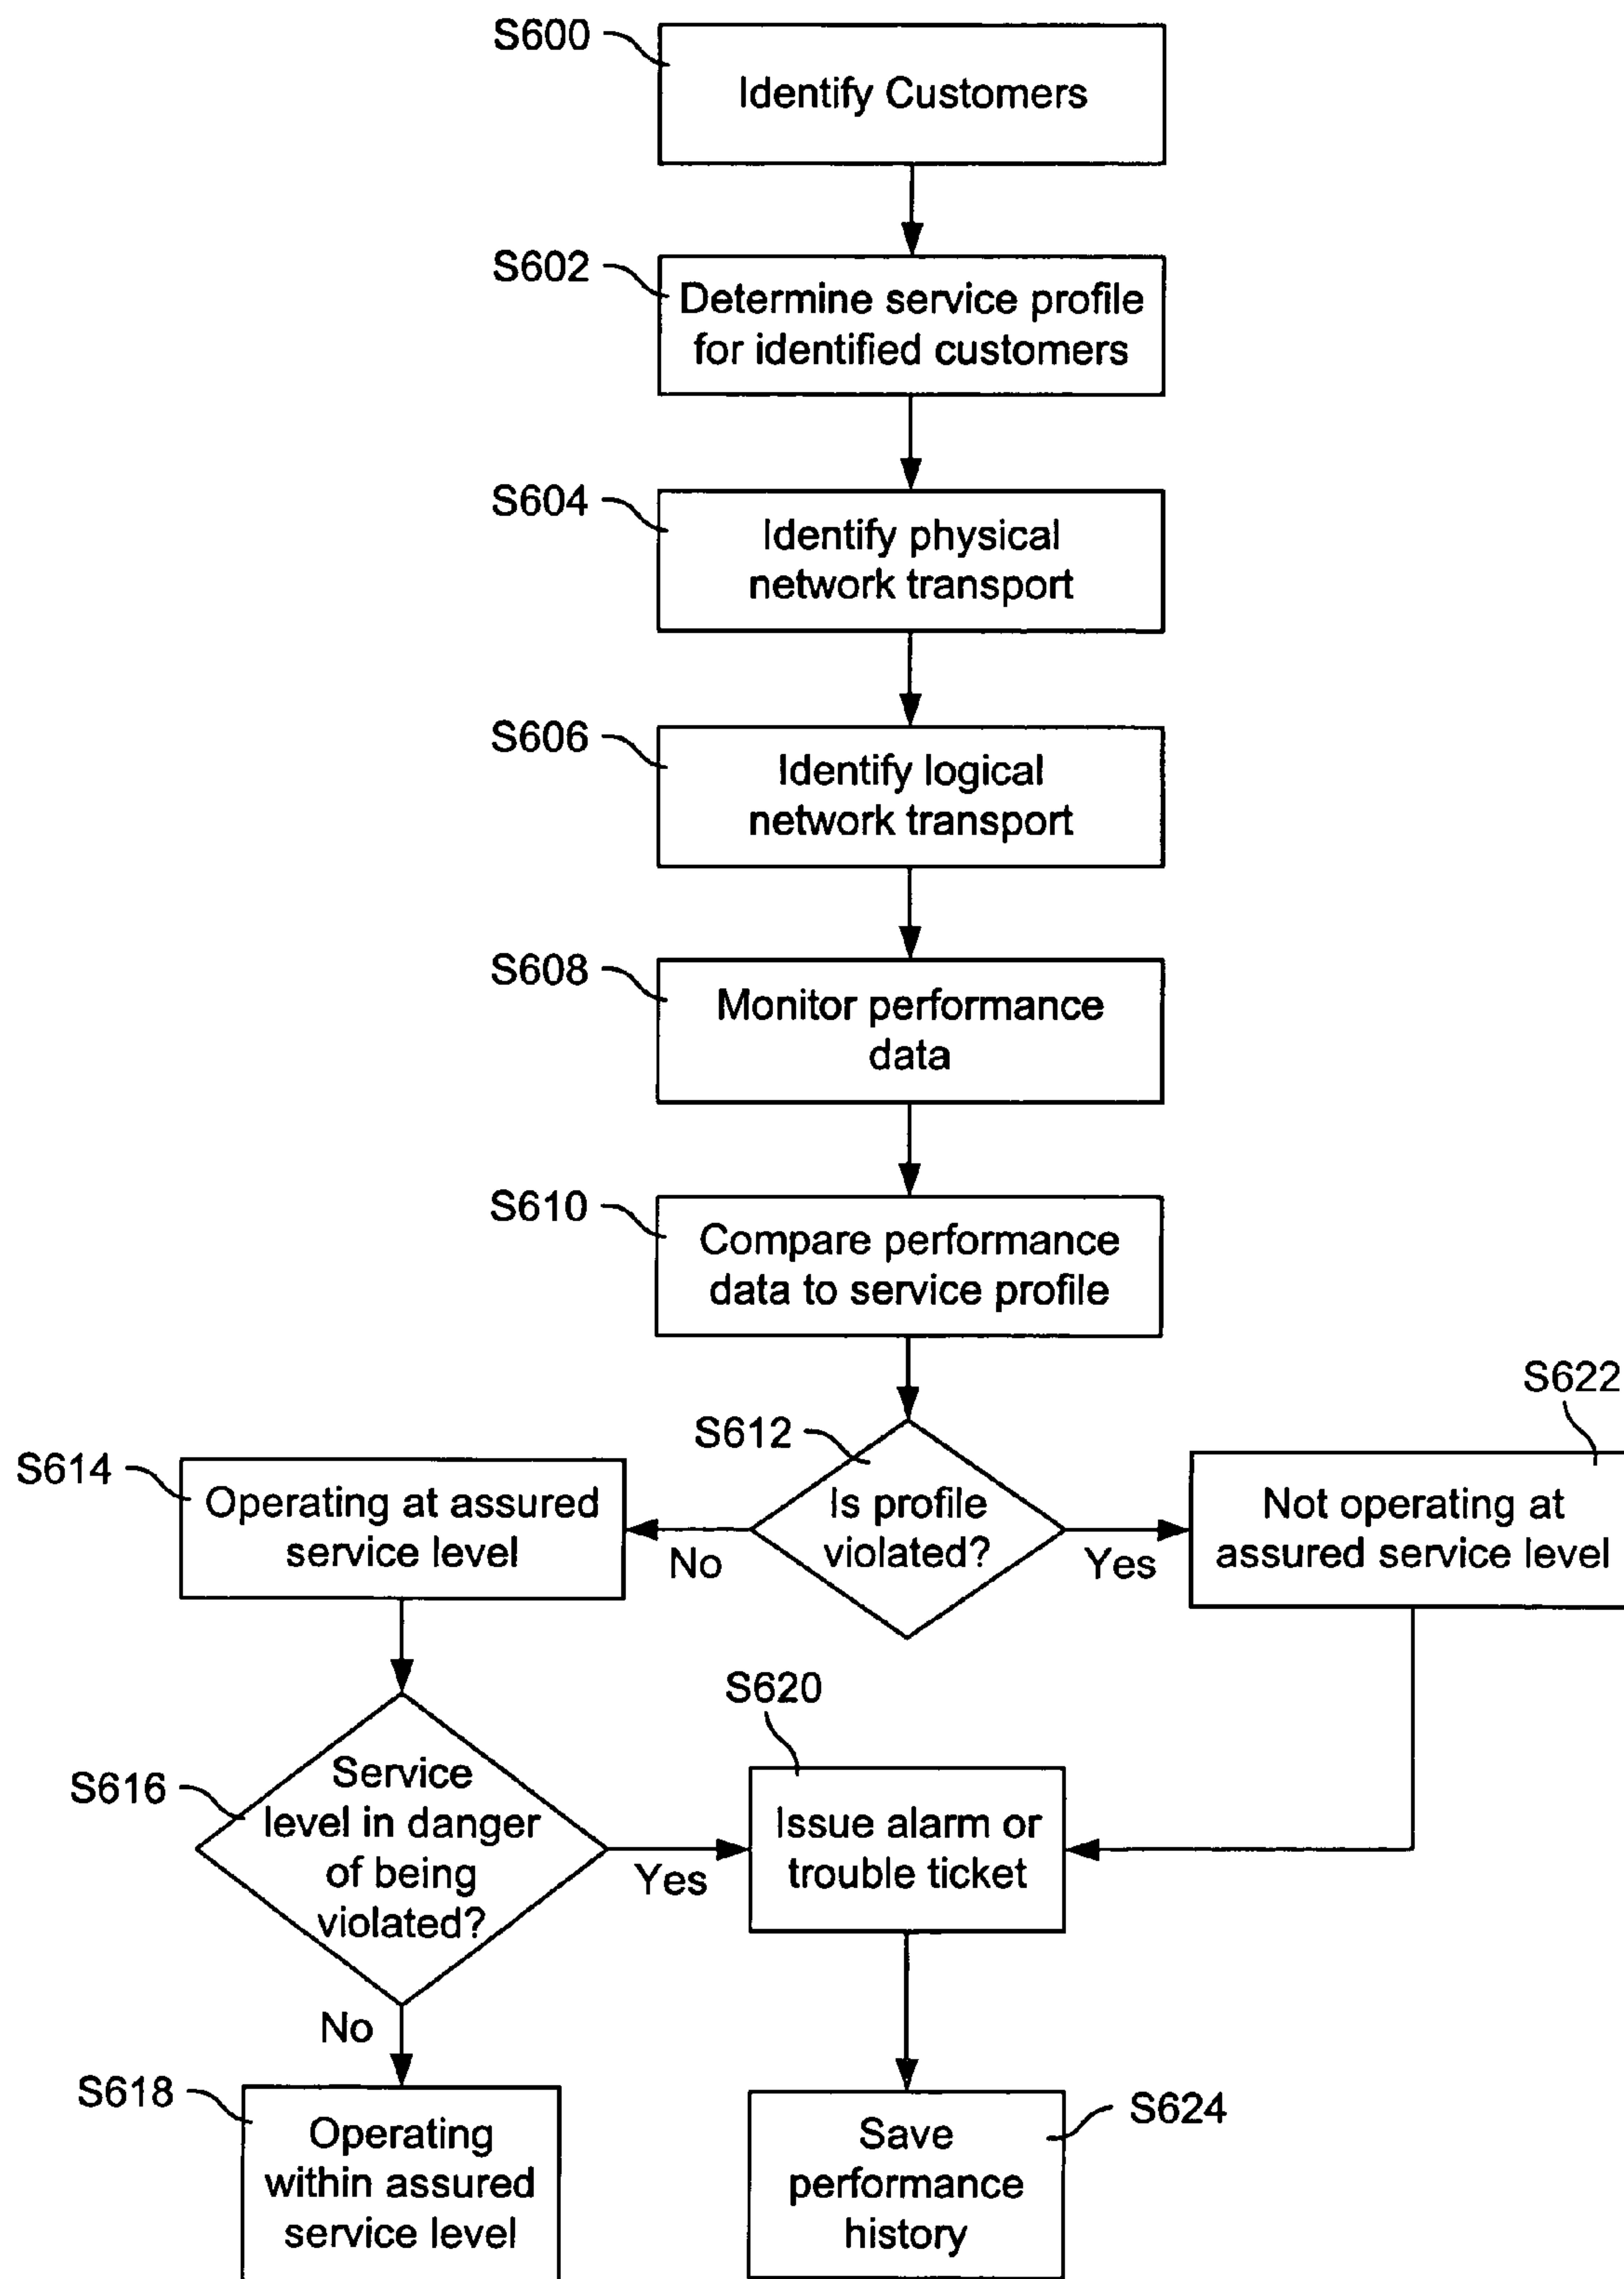 S600
Identify Customers
S602
Determine service profile
for identified customers
S604
Identify physical
network transport
S606
Identify logical
network transport
S608
Monitor performance
data
S610
Compare performance
data to service profile
S622
S612
S614
Operating at assured
service level
No
Is profile
violated?
Yes
Not operating at
assured service level
S620
S616
Service
level in danger
of being
violated?
Yes
Issue alarm or
trouble ticket
No
S618
Operating
within assured
service level
S624
Save
performance
history